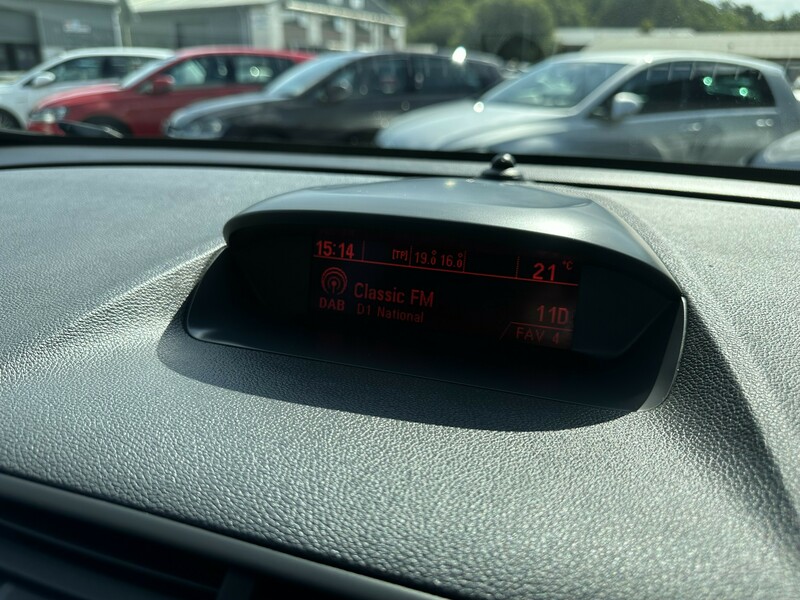 15:14 [TP] 19.0 16.0 21°C
Classic FM
DAB D1 National 11D
FAV 4